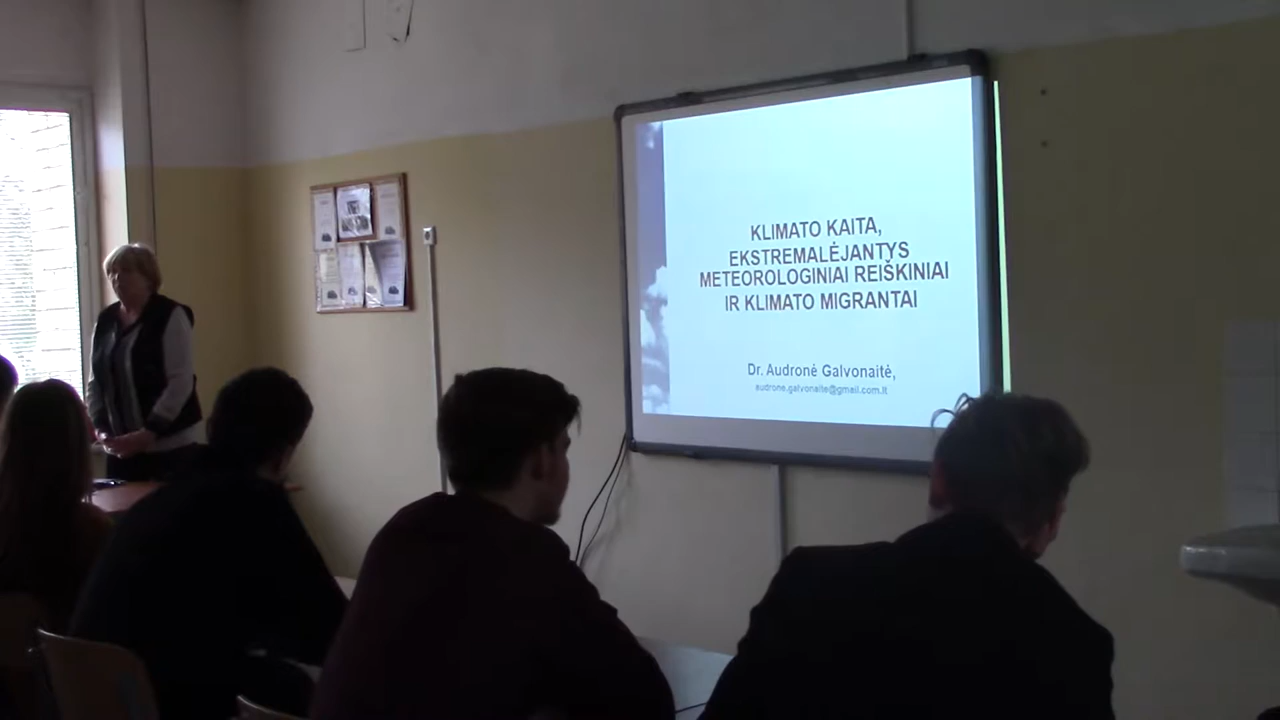 KLIMATO KAITA,
EKSTREMALĖJANTYS
METEOROLOGINIAI REIŠKINIAI
IR KLIMATO MIGRANTAI
Dr. Audronė Galvonaitė,
audrone.galvonaite@gmail.com.lt